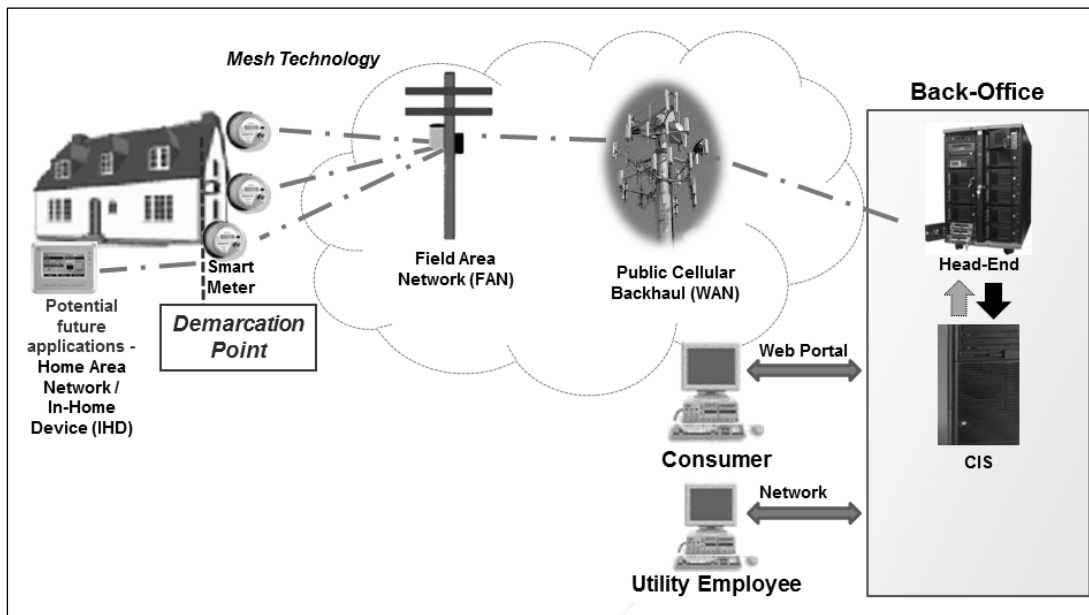 Mesh Technology
Back-Office
Smart
Meter
Field Area
Network (FAN)
Public Cellular
Backhaul (WAN)
Head-End
Potential
future
applications -
Home Area
Network /
In-Home
Device (IHD)
Demarcation
Point
Web Portal
Consumer
CIS
Network
Utility Employee